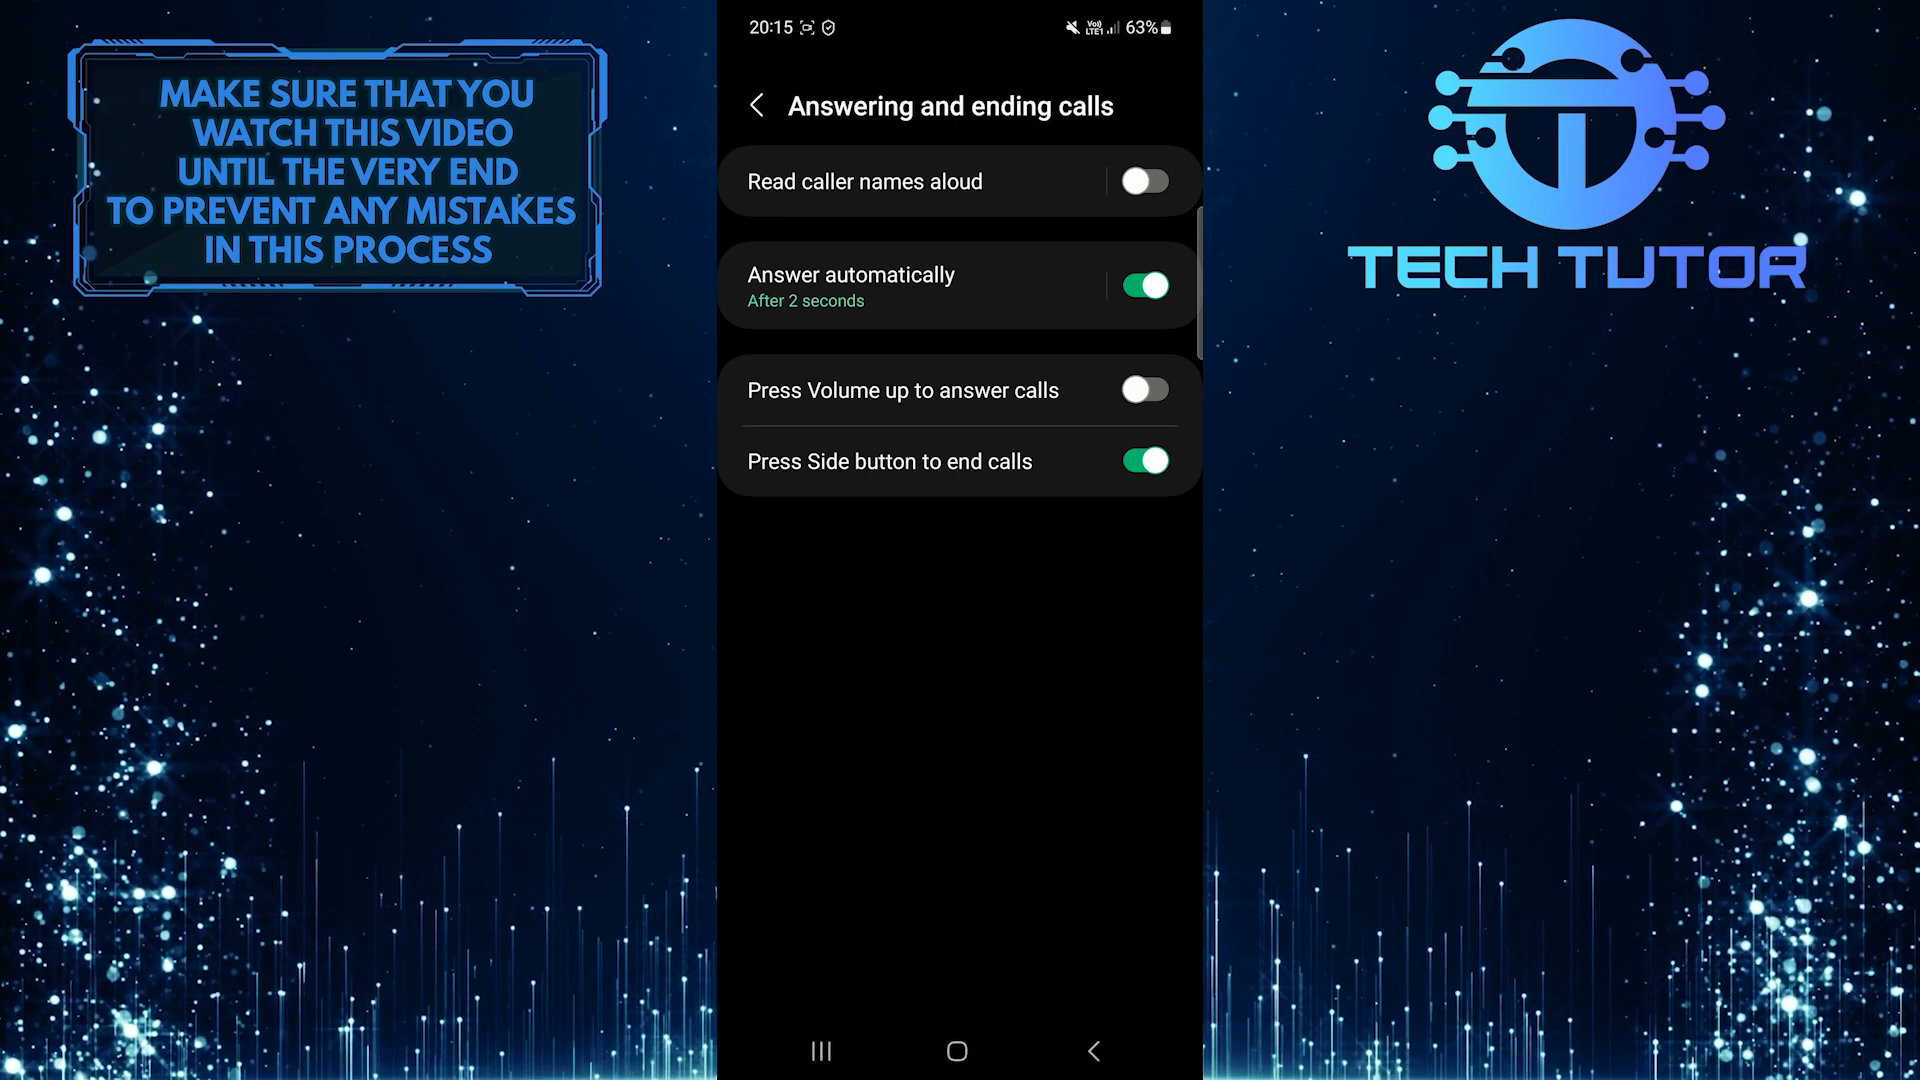 MAKE SURE THAT YOU
WATCH THIS VIDEO
UNTIL THE VERY END
TO PREVENT ANY MISTAKES
IN THIS PROCESS
20:15
Vo)) LTE1 63%
Answering and ending calls
Read caller names aloud
Answer automatically
After 2 seconds
Press Volume up to answer calls
Press Side button to end calls
TECH TUTOR